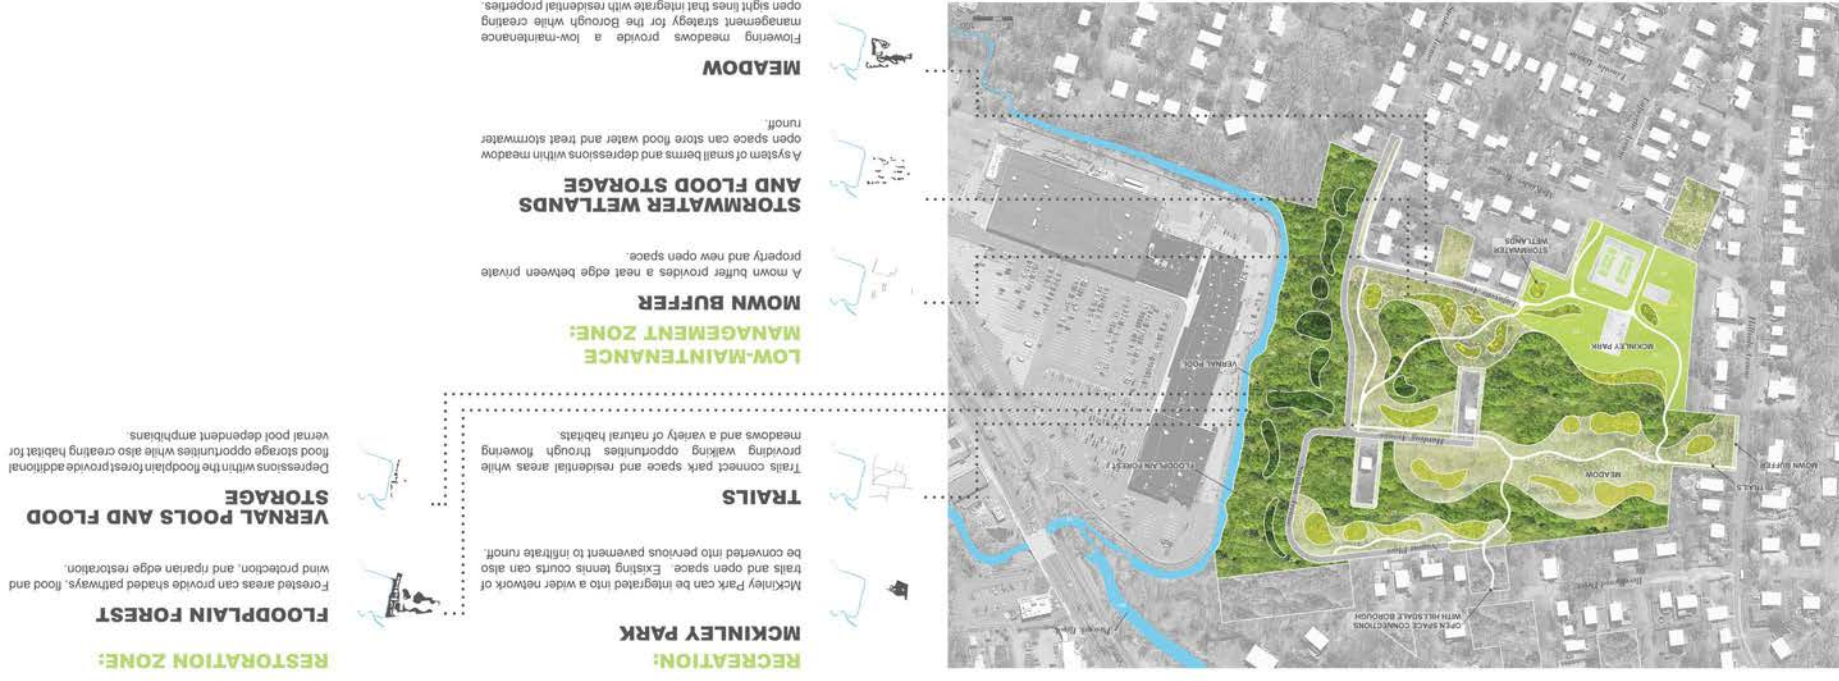 RECREATION:
MCKINLEY PARK
McKinley Park can be integrated into a wider network of
trails and open space. Existing tennis courts can also
be converted into pervious pavement to infiltrate runoff.
TRAILS
Trails connect park space and residential areas while
providing walking opportunities through flowering
meadows and a variety of natural habitats.
LOW-MAINTENANCE
MANAGEMENT ZONE:
MOWN BUFFER
A mown buffer provides a neat edge between private
property and new open space.
STORMWATER WETLANDS
AND FLOOD STORAGE
A system of small berms and depressions within meadow
open space can store flood water and treat stormwater
runoff.
MEADOW
Flowering meadows provide a low-maintenance
management strategy for the Borough while creating
open sight lines that integrate with residential properties.
RESTORATION ZONE:
FLOODPLAIN FOREST
Forested areas can provide shaded pathways, flood and
wind protection, and riparian edge restoration.
VERNAL POOLS AND FLOOD
STORAGE
Depressions within the floodplain forest provide additional
flood storage opportunities while also creating habitat for
vernal pool dependent amphibians.
OPEN SPACE CONNECTIONS
WITH HILLSDALE BOROUGH
TRAILS
MOWN BUFFER
MEADOW
FLOODPLAIN FOREST
MCKINLEY PARK
VERNAL POOL
STORMWATER
WETLANDS
Harding Avenue